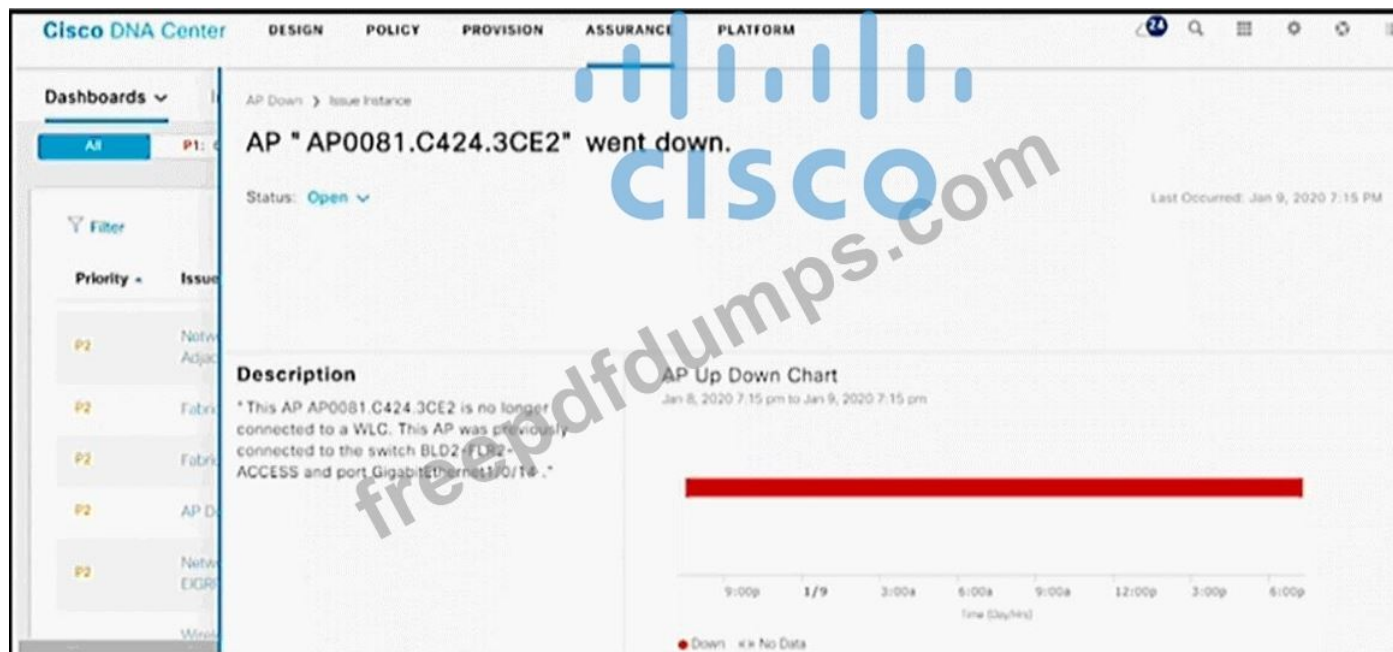 Cisco DNA Center DESIGN POLICY PROVISION ASSURANCE PLATFORM 24
Dashboards
All P1:
Filter
Priority Issue
P2
P2 Fabri
P2 Fabri
P2 AP D
P2
EIGR
AP Down > Issue Instance
AP " AP0081.C424.3CE2" went down.
Status: Open
Last Occurred: Jan 9, 2020 7:15 PM
CISCO
freepdfdumps.com
Description
"This AP AP0081.C424.3CE2 is no longer
connected to a WLC. This AP was previously
connected to the switch BLD2-FLR2-
ACCESS and port GigabitEthernet1/0/14 ."
AP Up Down Chart
Jan 8, 2020 7:15 pm to Jan 9, 2020 7:15 pm
9:00p 1/9 3:00a 6:00a 9:00a 12:00p 3:00p 6:00p
Time (Day/Hrs)
Down No Data